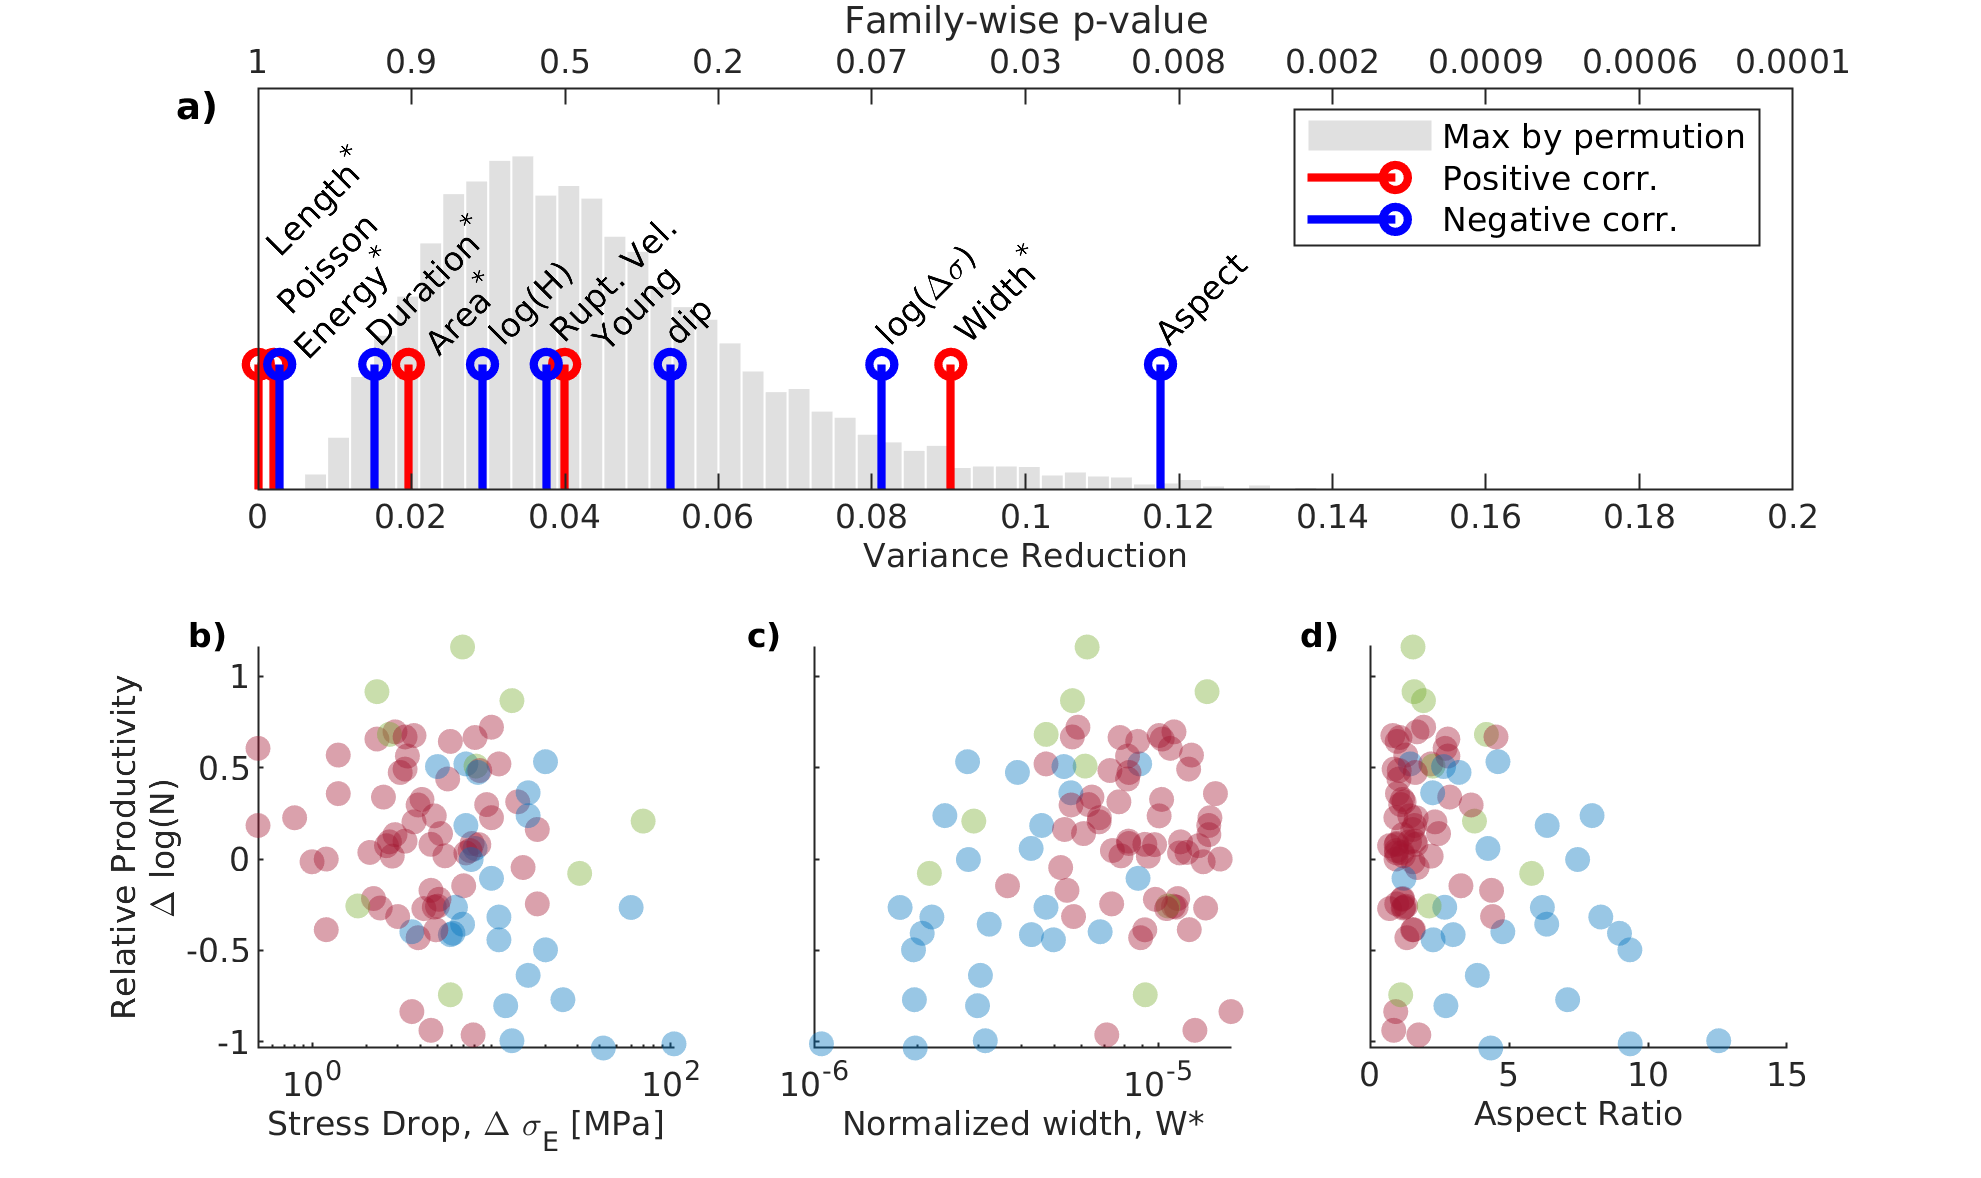 Family-wise p-value
1 0.9 0.5 0.2 0.07 0.03 0.008 0.002 0.0009 0.0006 0.0001
a)
Max by permution
Positive corr.
Negative corr.
Length*
Poisson
Energy*
Duration*
Area*
log(H)
Rupt. Vel.
Young
dip
log(Δσ)
Width*
Aspect
0 0.02 0.04 0.06 0.08 0.1 0.12 0.14 0.16 0.18 0.2
Variance Reduction
b) c) d)
Relative Productivity
Δ log(N)
1
0.5
0
-0.5
-1
10^0 10^2
Stress Drop, Δ σ_E [MPa]
10^-6 10^-5
Normalized width, W*
0 5 10 15
Aspect Ratio